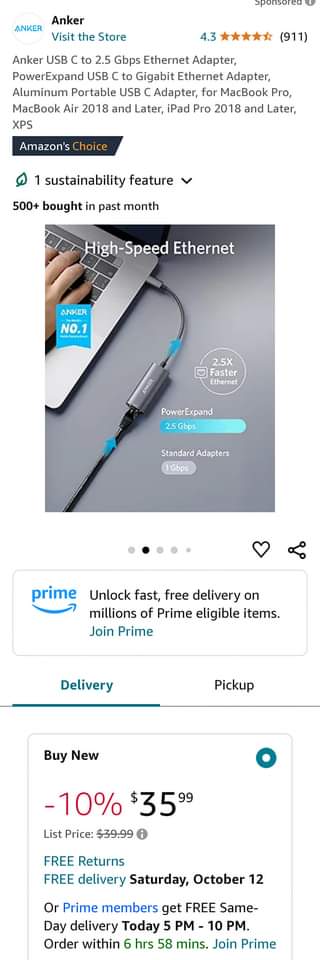 Sponsored
ANKER
Anker
Visit the Store
4.3
(911)
Anker USB C to 2.5 Gbps Ethernet Adapter,
PowerExpand USB C to Gigabit Ethernet Adapter,
Aluminum Portable USB C Adapter, for MacBook Pro,
MacBook Air 2018 and Later, iPad Pro 2018 and Later,
XPS
Amazon's Choice
1 sustainability feature
500+ bought in past month
High-Speed Ethernet
ANKER
NO.1
ANKER
2.5X
Faster
Ethernet
PowerExpand
2.5 Gbps
Standard Adapters
1 Gbps
prime
Unlock fast, free delivery on
millions of Prime eligible items.
Join Prime
Delivery
Pickup
Buy New
-10% $35 99
List Price: $39.99
FREE Returns
FREE delivery Saturday, October 12
Or Prime members get FREE Same-
Day delivery Today 5 PM - 10 PM.
Order within 6 hrs 58 mins. Join Prime